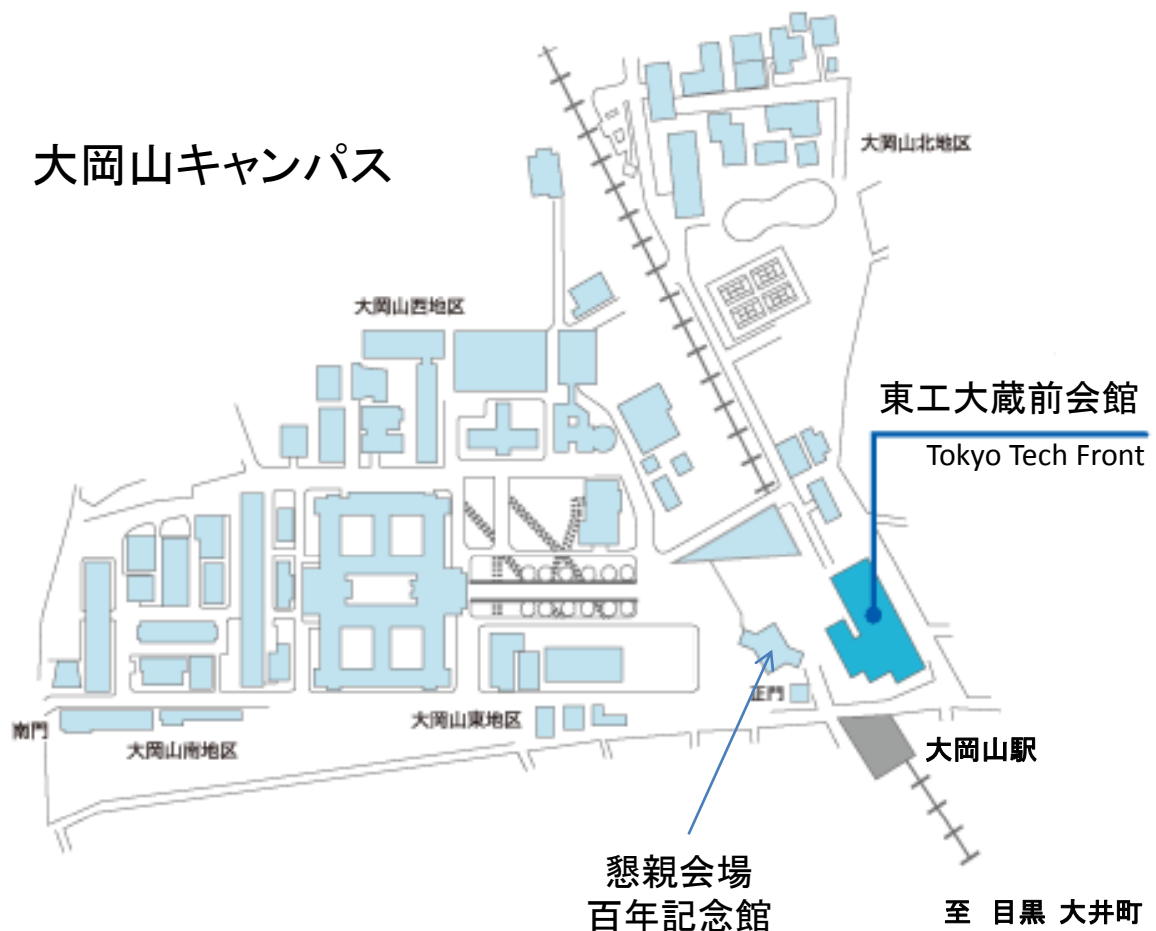 大岡山キャンパス
大岡山北地区
大岡山西地区
東工大蔵前会館
Tokyo Tech Front
正門
南門
大岡山東地区
大岡山南地区
大岡山駅
懇親会場
百年記念館
至 目黒 大井町